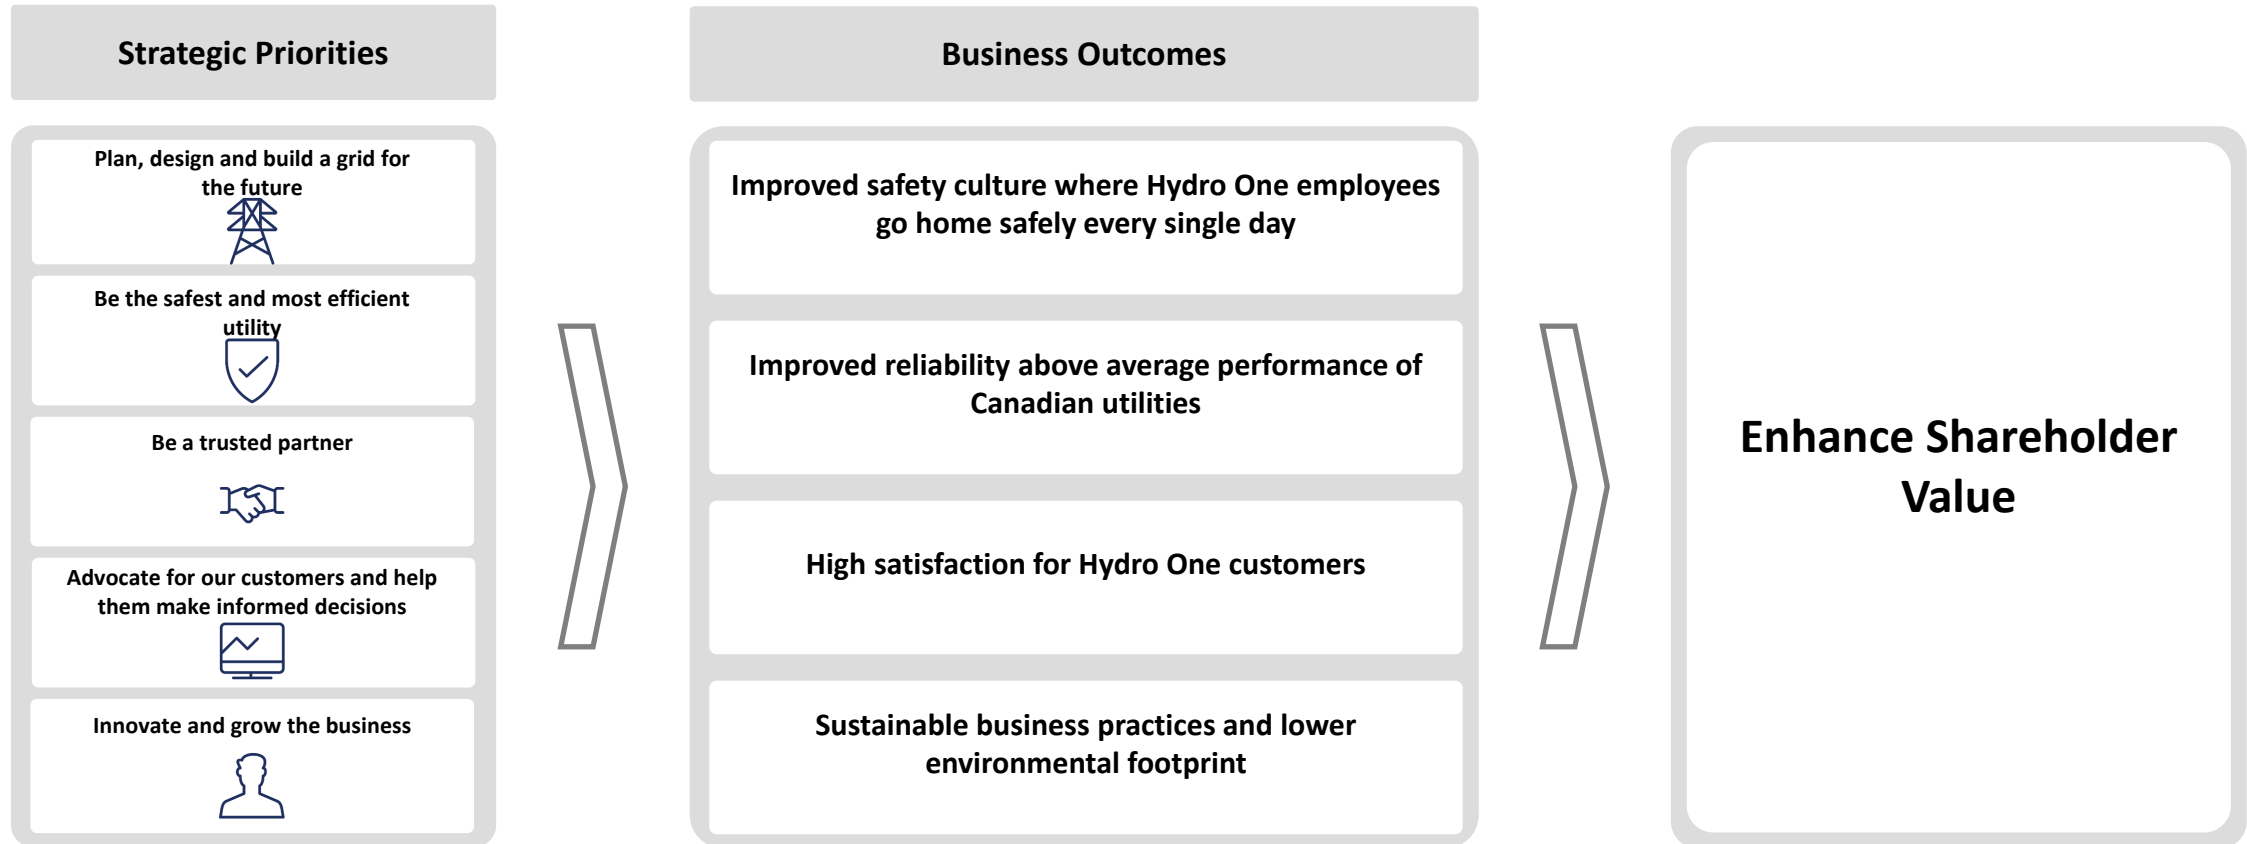 Strategic Priorities
Plan, design and build a grid for
the future
Be the safest and most efficient
utility
Be a trusted partner
Advocate for our customers and help
them make informed decisions
Innovate and grow the business
Business Outcomes
Improved safety culture where Hydro One employees
go home safely every single day
Improved reliability above average performance of
Canadian utilities
High satisfaction for Hydro One customers
Sustainable business practices and lower
environmental footprint
Enhance Shareholder
Value